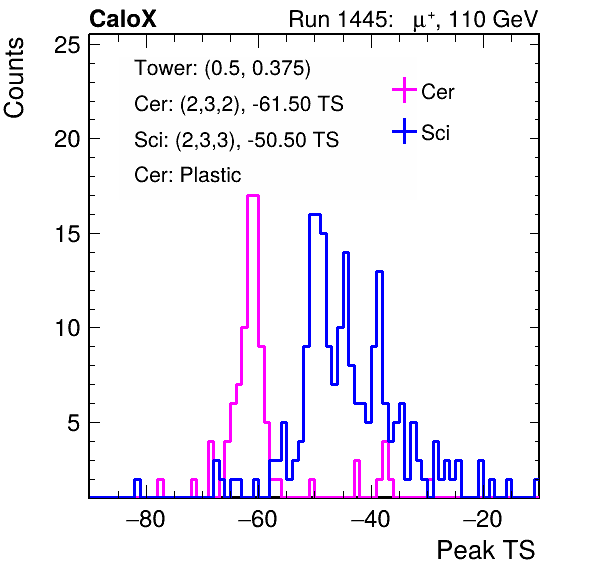 CaloX Run 1445: μ⁺, 110 GeV
Counts
25
20
15
10
5
Tower: (0.5, 0.375)
Cer: (2,3,2), -61.50 TS
Sci: (2,3,3), -50.50 TS
Cer: Plastic
Cer
Sci
−80 −60 −40 −20
Peak TS